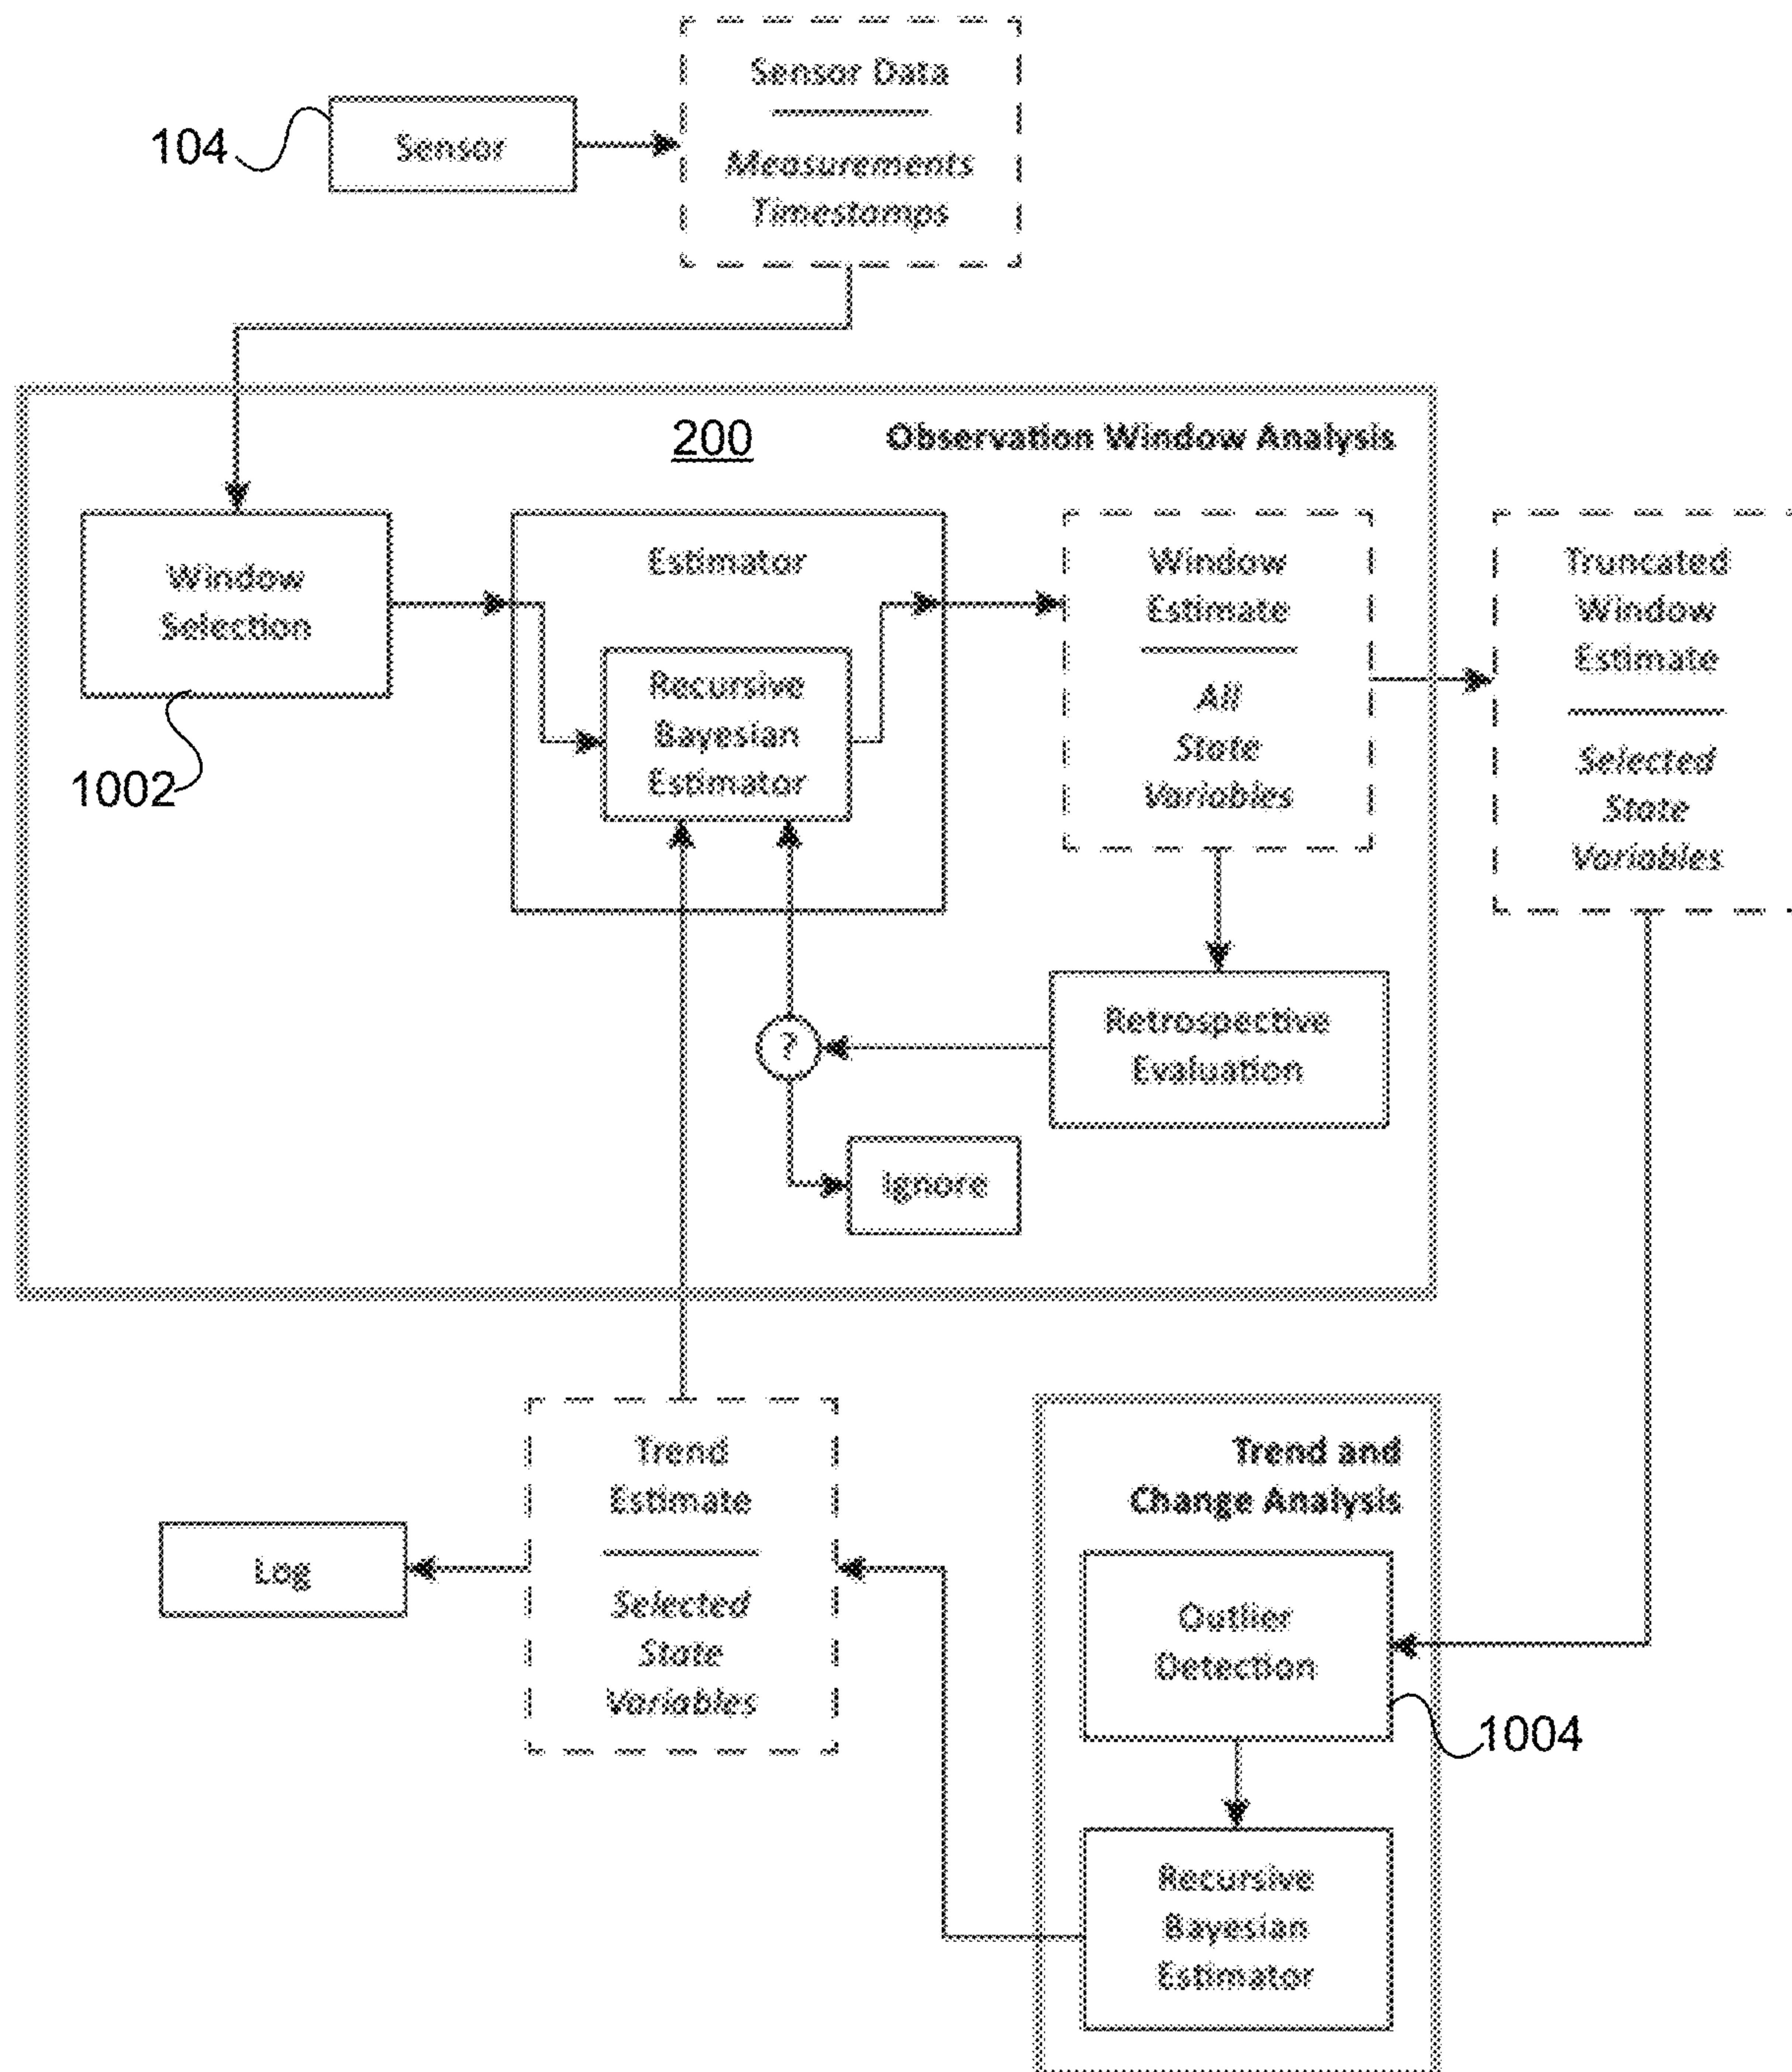 Sensor Data
104
Sensor
Measurements
Timestamps
200
Observation Window Analysis
Window
Selection
1002
Estimator
Recursive
Bayesian
Estimator
Window
Estimate
All
State
Variables
Truncated
Window
Estimate
Selected
State
Variables
Retrospective
Evaluation
?
Ignore
Trend
Estimate
Selected
State
Variables
Log
Trend and
Change Analysis
Outlier
Detection
1004
Recursive
Bayesian
Estimator